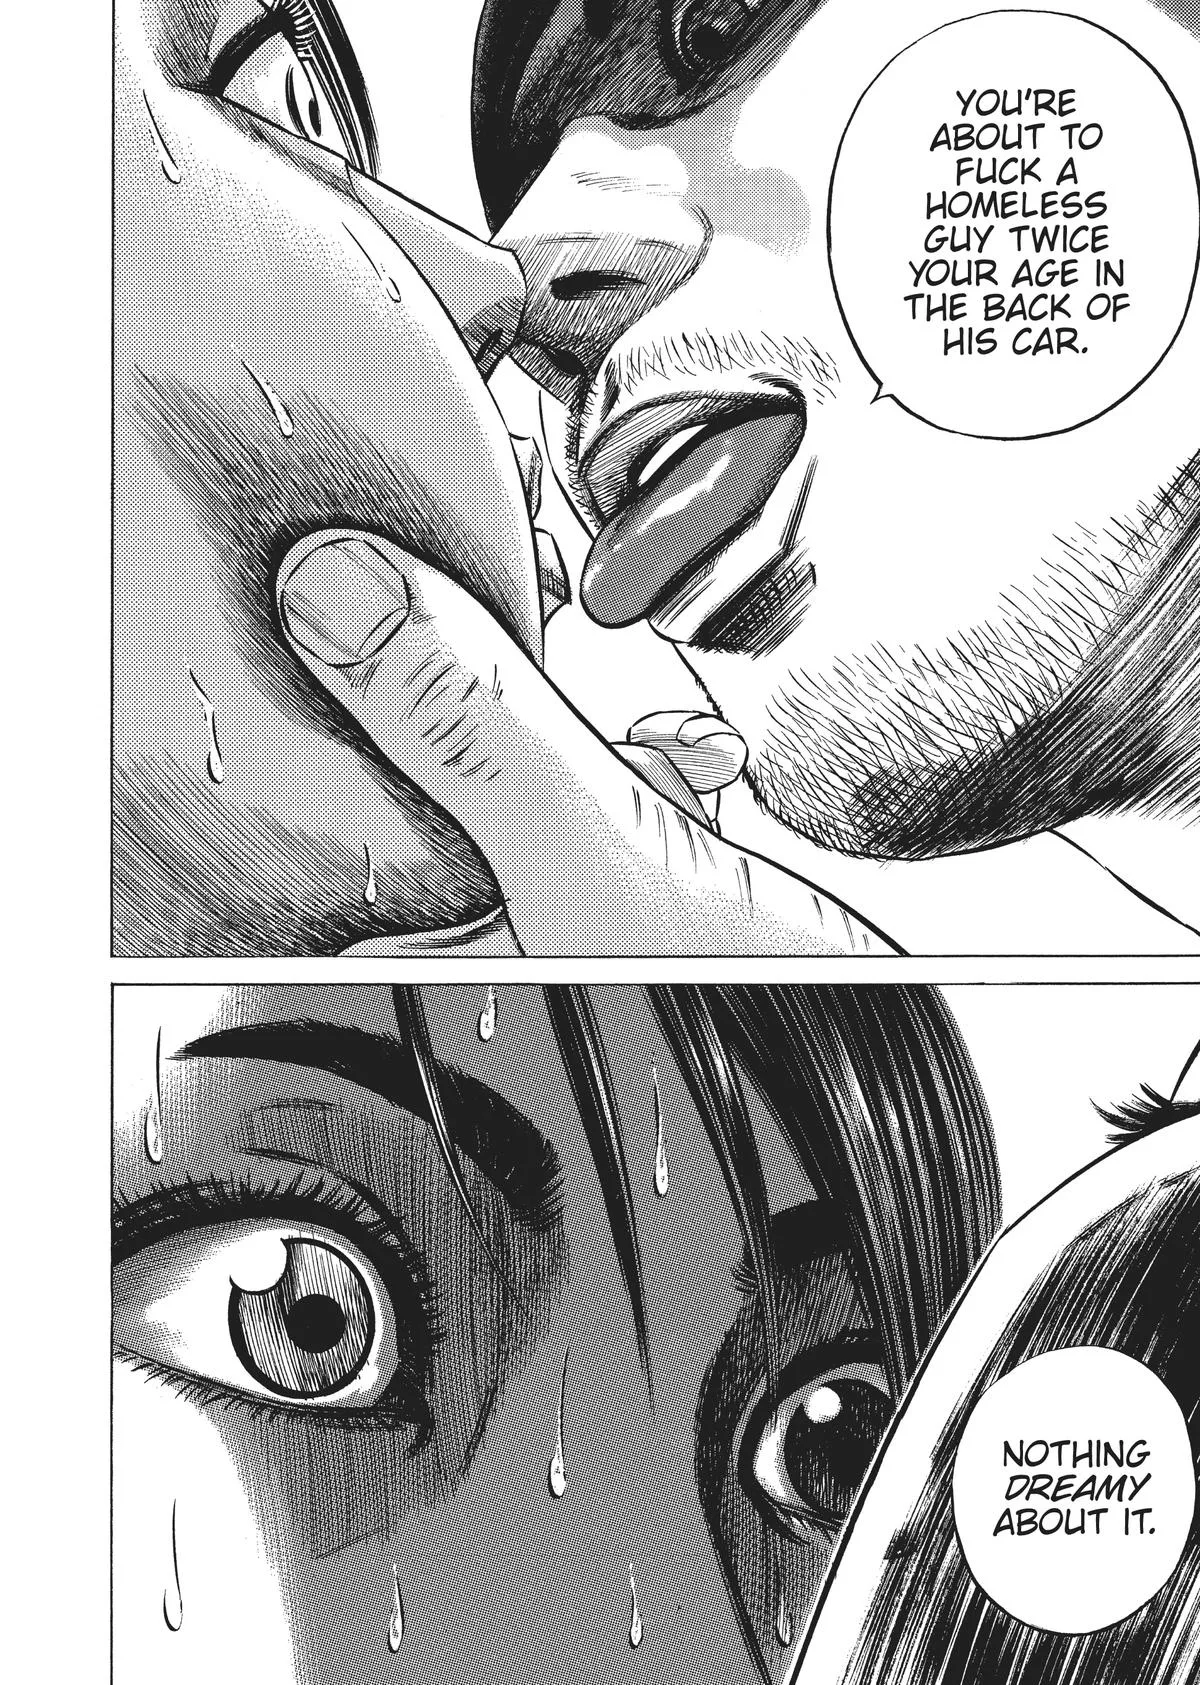 YOU'RE
ABOUT TO
FUCK A
HOMELESS
GUY TWICE
YOUR AGE IN
THE BACK OF
HIS CAR.
NOTHING
DREAMY
ABOUT IT.